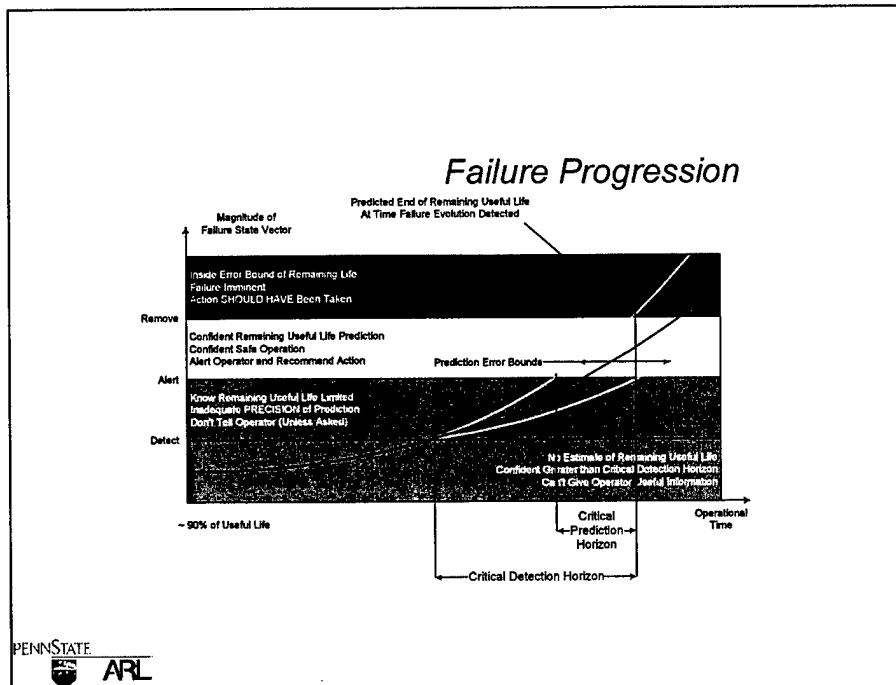 Failure Progression
Predicted End of Remaining Useful Life
At Time Failure Evolution Detected
Magnitude of
Failure State Vector
Inside Error Bound of Remaining Life
Failure Imminent
Action SHOULD HAVE Been Taken
Remove
Confident Remaining Useful Life Prediction
Confident Safe Operation
Alert Operator and Recommend Action
Prediction Error Bounds
Alert
Know Remaining Useful Life Limited
Inadequate PRECISION of Prediction
Don't Tell Operator (Unless Asked)
Detect
No Estimate of Remaining Useful Life
Confident Greater than Critical Detection Horizon
Can't Give Operator Useful Information
~ 90% of Useful Life
Critical
Prediction
Horizon
Operational
Time
Critical Detection Horizon
PENNSTATE
ARL